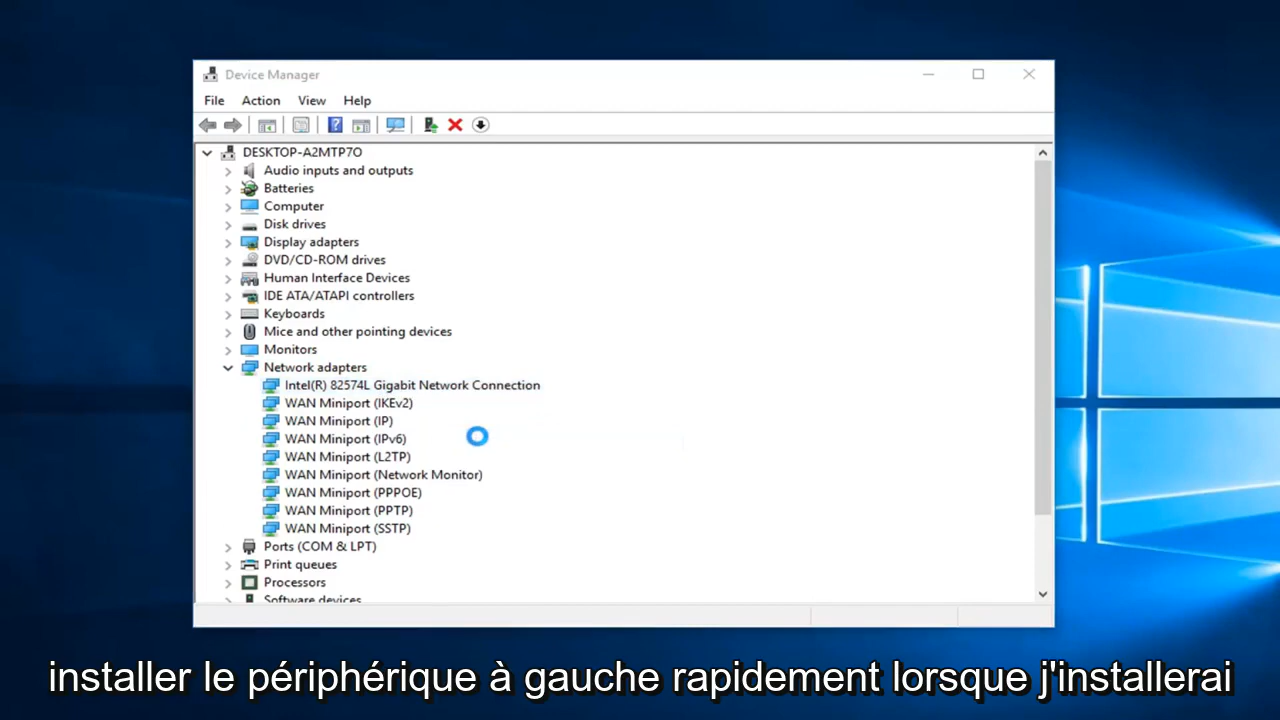 Device Manager
File Action View Help
DESKTOP-A2MTP7O
Audio inputs and outputs
Batteries
Computer
Disk drives
Display adapters
DVD/CD-ROM drives
Human Interface Devices
IDE ATA/ATAPI controllers
Keyboards
Mice and other pointing devices
Monitors
Network adapters
Intel(R) 82574L Gigabit Network Connection
WAN Miniport (IKEv2)
WAN Miniport (IP)
WAN Miniport (IPv6)
WAN Miniport (L2TP)
WAN Miniport (Network Monitor)
WAN Miniport (PPPOE)
WAN Miniport (PPTP)
WAN Miniport (SSTP)
Ports (COM & LPT)
Print queues
Processors
Software devices
installer le périphérique à gauche rapidement lorsque j'installerai